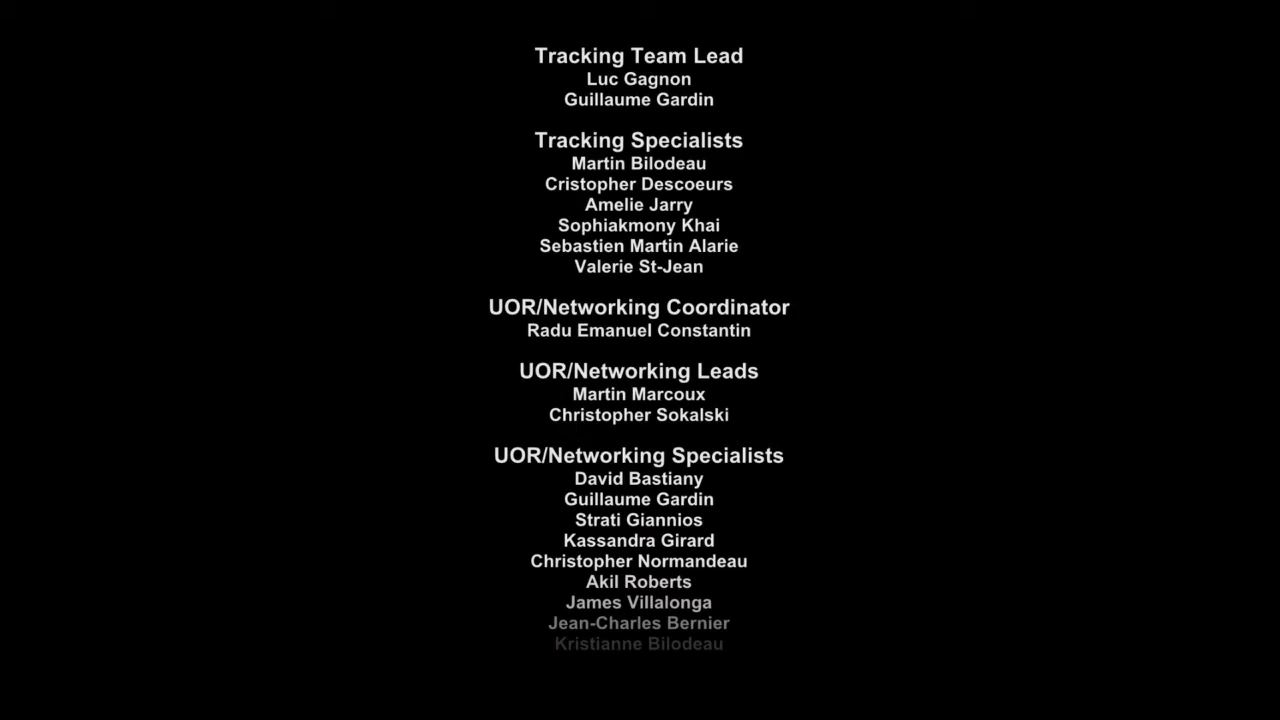 Tracking Team Lead
Luc Gagnon
Guillaume Gardin
Tracking Specialists
Martin Bilodeau
Cristopher Descoeurs
Amelie Jarry
Sophiakmony Khai
Sebastien Martin Alarie
Valerie St-Jean
UOR/Networking Coordinator
Radu Emanuel Constantin
UOR/Networking Leads
Martin Marcoux
Christopher Sokalski
UOR/Networking Specialists
David Bastiany
Guillaume Gardin
Strati Giannios
Kassandra Girard
Christopher Normandeau
Akil Roberts
James Villalonga
Jean-Charles Bernier
Kristianne Bilodeau